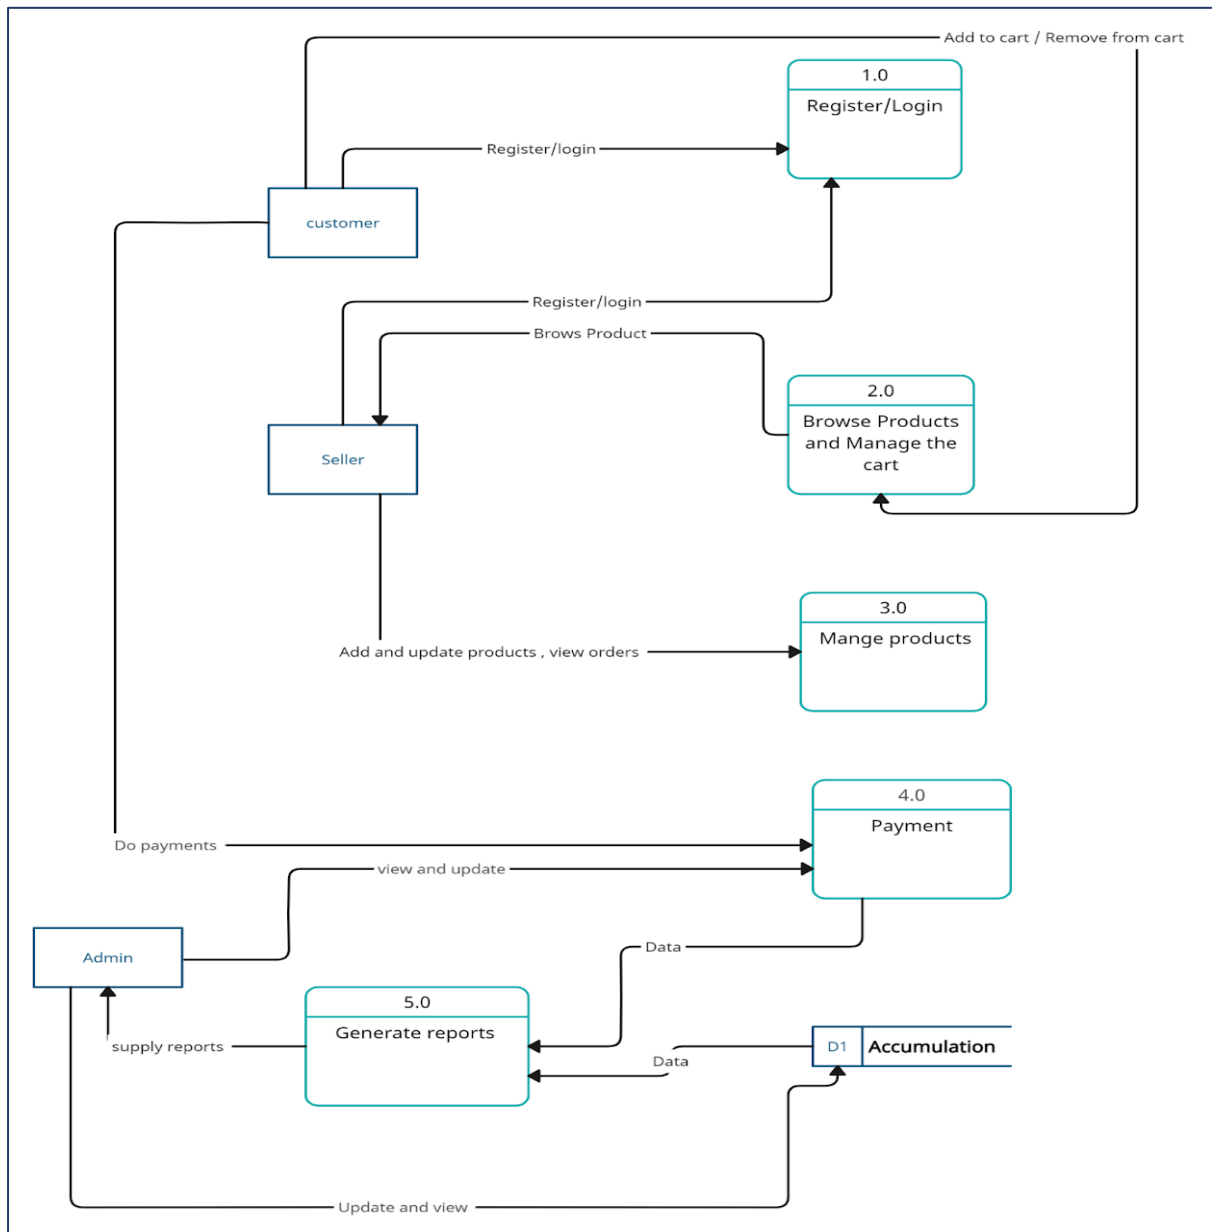 Add to cart / Remove from cart
1.0
Register/Login
Register/login
customer
Register/login
Brows Product
2.0
Browse Products
and Manage the
cart
Seller
3.0
Mange products
Add and update products , view orders
4.0
Payment
Do payments
view and update
Data
Admin
5.0
Generate reports
supply reports
D1
Accumulation
Data
Update and view